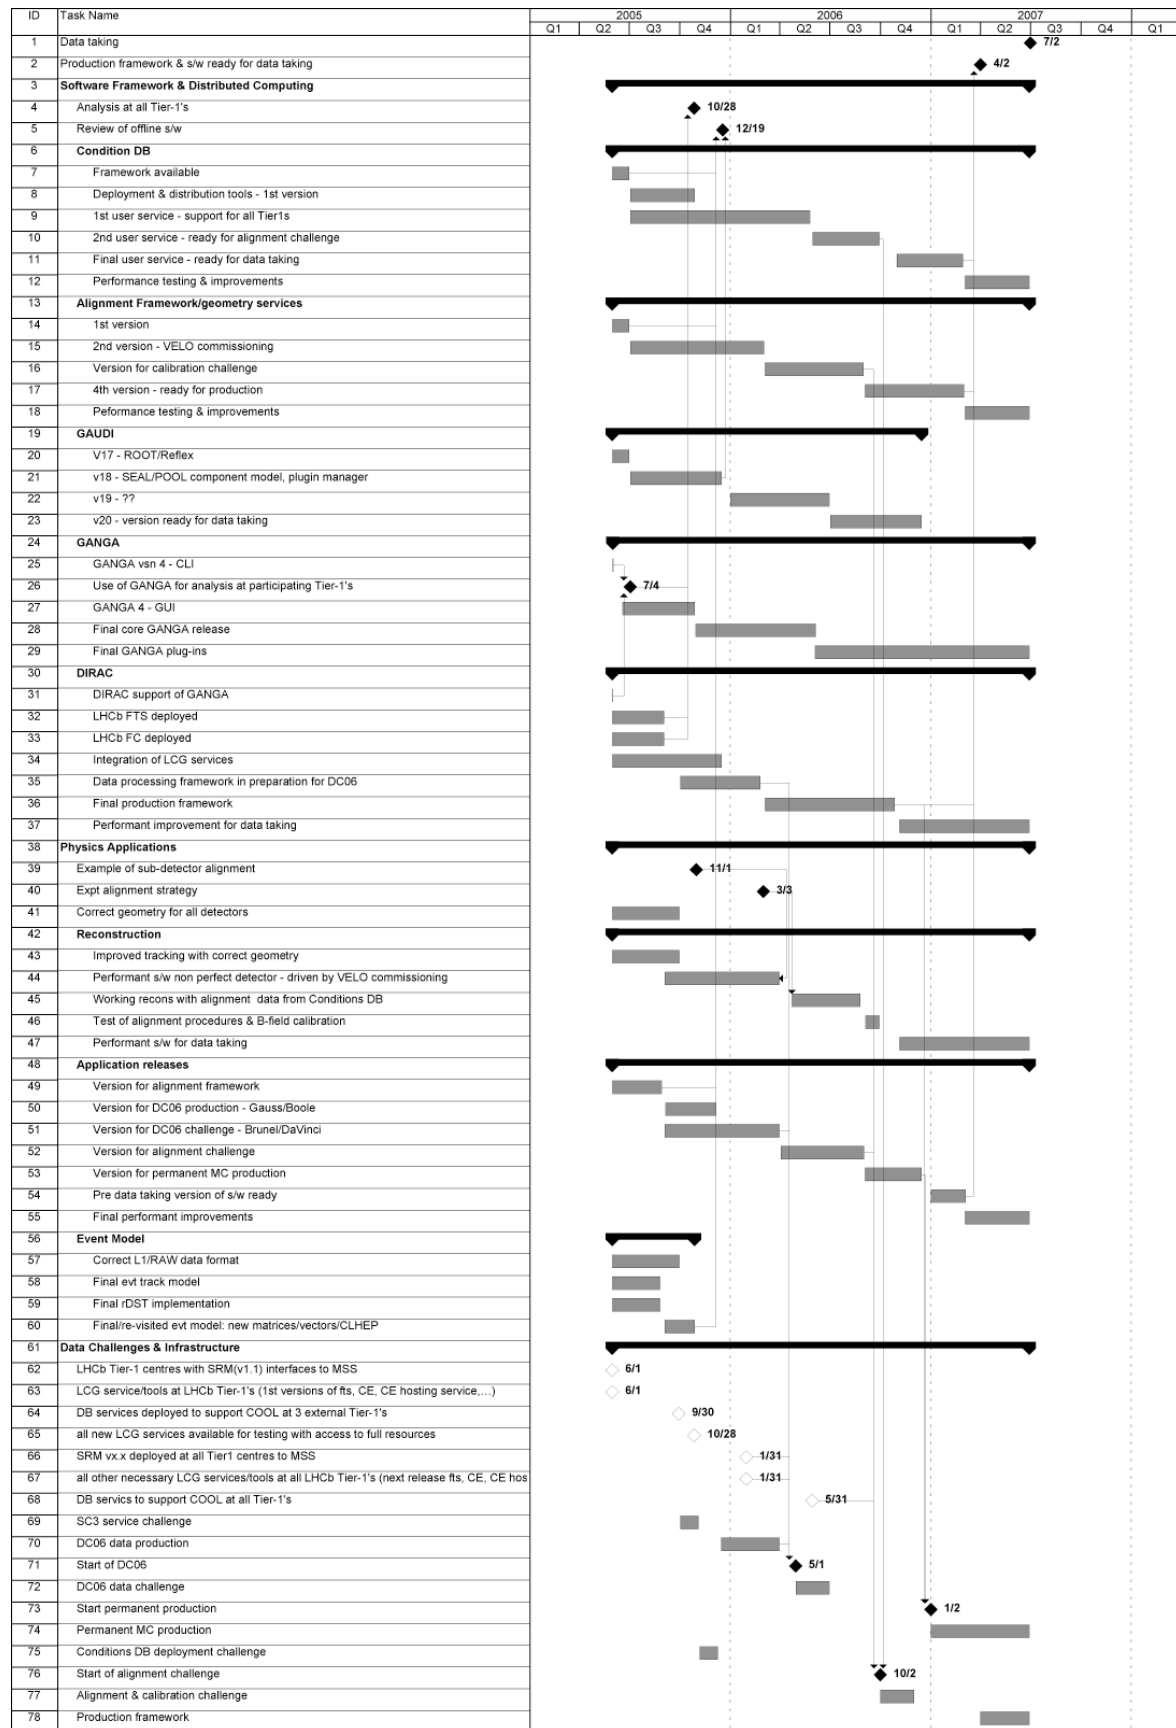 ID Task Name 2005 2006 2007
Q1 Q2 Q3 Q4 Q1 Q2 Q3 Q4 Q1 Q2 Q3 Q4 Q1
1 Data taking 7/2
2 Production framework & s/w ready for data taking 4/2
3 Software Framework & Distributed Computing
4 Analysis at all Tier-1's 10/28
5 Review of offline s/w 12/19
6 Condition DB
7 Framework available
8 Deployment & distribution tools - 1st version
9 1st user service - support for all Tier1s
10 2nd user service - ready for alignment challenge
11 Final user service - ready for data taking
12 Performance testing & improvements
13 Alignment Framework/geometry services
14 1st version
15 2nd version - VELO commissioning
16 Version for calibration challenge
17 4th version - ready for production
18 Peformance testing & improvements
19 GAUDI
20 V17 - ROOT/Reflex
21 v18 - SEAL/POOL component model, plugin manager
22 v19 - ??
23 v20 - version ready for data taking
24 GANGA
25 GANGA vsn 4 - CLI
26 Use of GANGA for analysis at participating Tier-1's 7/4
27 GANGA 4 - GUI
28 Final core GANGA release
29 Final GANGA plug-ins
30 DIRAC
31 DIRAC support of GANGA
32 LHCb FTS deployed
33 LHCb FC deployed
34 Integration of LCG services
35 Data processing framework in preparation for DC06
36 Final production framework
37 Performant improvement for data taking
38 Physics Applications
39 Example of sub-detector alignment 11/1
40 Expt alignment strategy 3/3
41 Correct geometry for all detectors
42 Reconstruction
43 Improved tracking with correct geometry
44 Performant s/w non perfect detector - driven by VELO commissioning
45 Working recons with alignment data from Conditions DB
46 Test of alignment procedures & B-field calibration
47 Performant s/w for data taking
48 Application releases
49 Version for alignment framework
50 Version for DC06 production - Gauss/Boole
51 Version for DC06 challenge - Brunel/DaVinci
52 Version for alignment challenge
53 Version for permanent MC production
54 Pre data taking version of s/w ready
55 Final performant improvements
56 Event Model
57 Correct L1/RAW data format
58 Final evt track model
59 Final rDST implementation
60 Final/re-visited evt model: new matrices/vectors/CLHEP
61 Data Challenges & Infrastructure
62 LHCb Tier-1 centres with SRM(v1.1) interfaces to MSS 6/1
63 LCG service/tools at LHCb Tier-1's (1st versions of fts, CE, CE hosting service,...) 6/1
64 DB services deployed to support COOL at 3 external Tier-1's 9/30
65 all new LCG services available for testing with access to full resources 10/28
66 SRM vx.x deployed at all Tier1 centres to MSS 1/31
67 all other necessary LCG services/tools at all LHCb Tier-1's (next release fts, CE, CE hos 1/31
68 DB servics to support COOL at all Tier-1's 5/31
69 SC3 service challenge
70 DC06 data production
71 Start of DC06 5/1
72 DC06 data challenge
73 Start permanent production 1/2
74 Permanent MC production
75 Conditions DB deployment challenge
76 Start of alignment challenge 10/2
77 Alignment & calibration challenge
78 Production framework